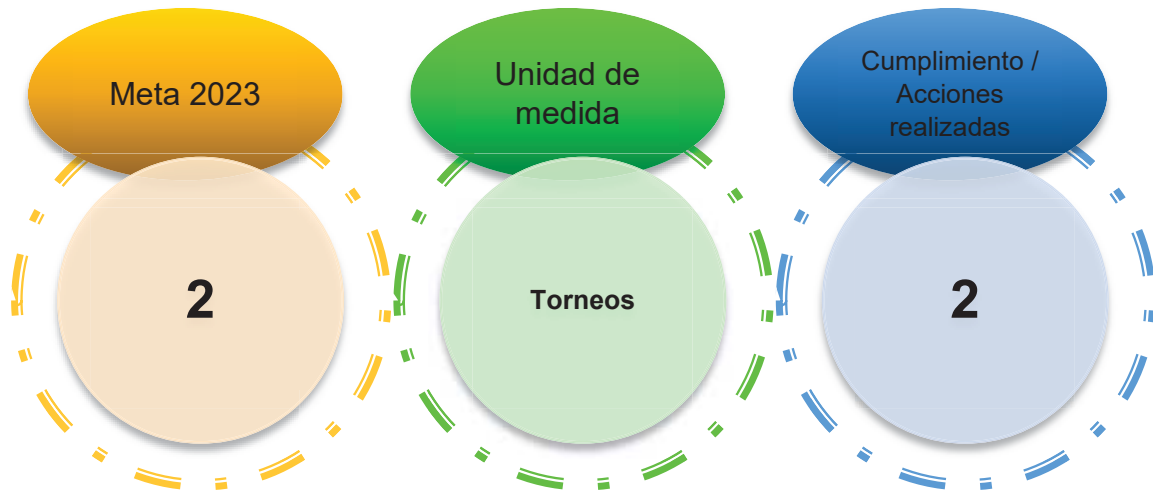 Meta 2023
Unidad de
medida
Cumplimiento /
Acciones
realizadas
2
Torneos
2